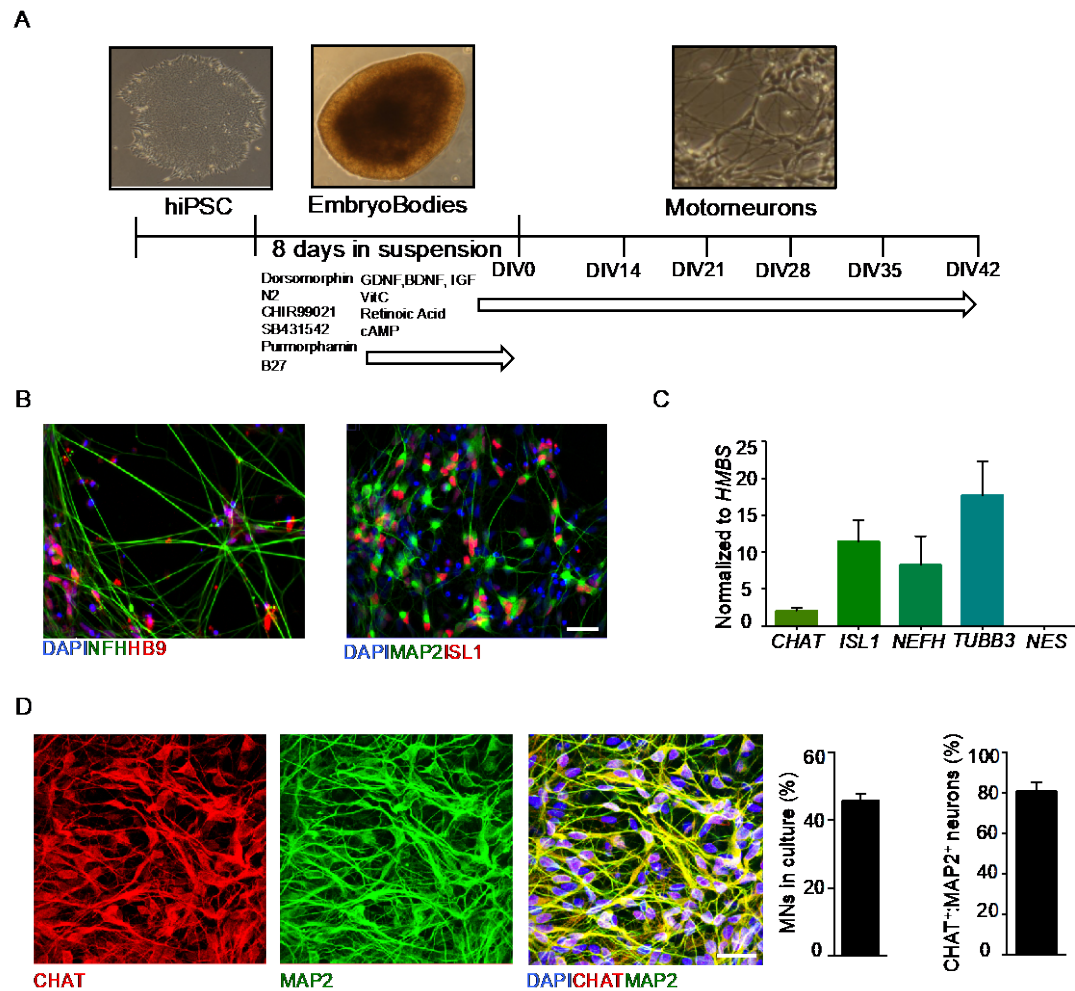 A
hiPSC
EmbryoBodies
Motorneurons
8 days in suspension
DIV0
DIV14
DIV21
DIV28
DIV35
DIV42
Dorsomorphin
N2
CHIR99021
SB431542
Purmorphamin
B27
GDNF,BDNF, IGF
VitC
Retinoic Acid
cAMP
B
DAPINFHHB9
DAPIMAP2ISL1
C
Normalized to HMBS
25
20
15
10
5
0
CHAT ISL1 NEFH TUBB3 NES
D
CHAT
MAP2
DAPICHATMAP2
MNs in culture (%)
60
40
20
0
CHAT⁺:MAP2⁺ neurons (%)
100
80
60
40
20
0